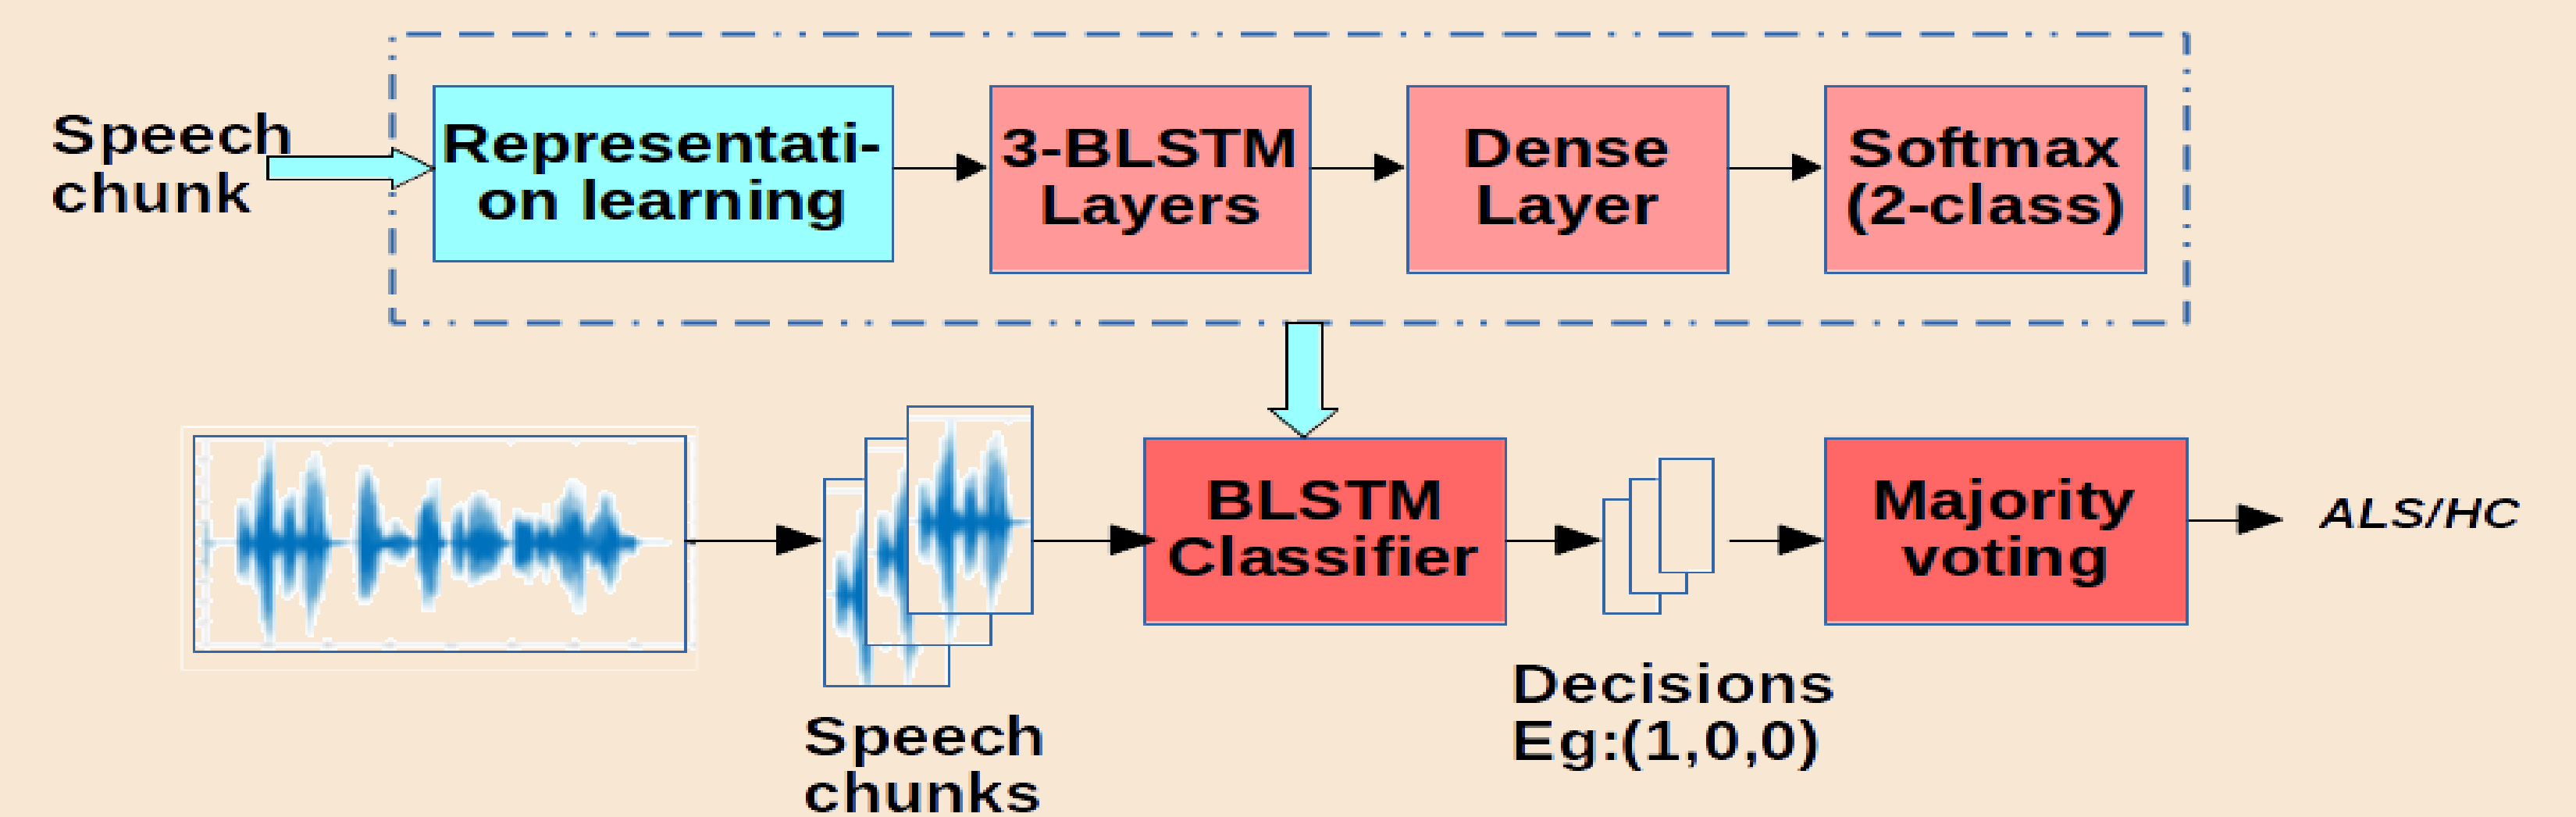 Speech
chunk
Representati-
on learning
3-BLSTM
Layers
Dense
Layer
Softmax
(2-class)
BLSTM
Classifier
Majority
voting
ALS/HC
Speech
chunks
Decisions
Eg:(1,0,0)